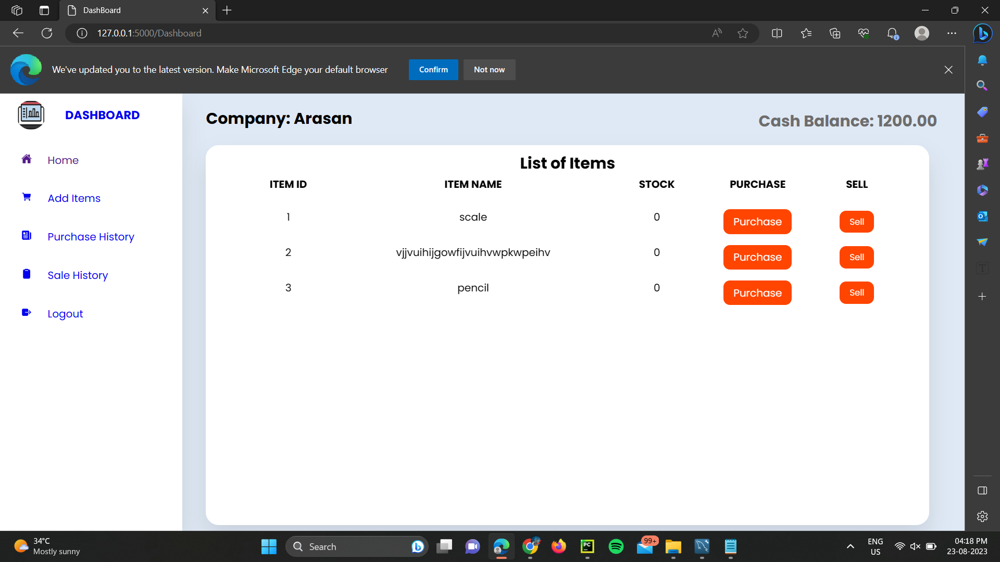 DashBoard
127.0.0.1:5000/Dashboard
We've updated you to the latest version. Make Microsoft Edge your default browser
Confirm
Not now
DASHBOARD
Company: Arasan
Cash Balance: 1200.00
Home
Add Items
Purchase History
Sale History
Logout
List of Items
ITEM ID ITEM NAME STOCK PURCHASE SELL
1 scale 0 Purchase Sell
2 vjjvuihijgowfijvuihvwpkwpeihv 0 Purchase Sell
3 pencil 0 Purchase Sell
34°C
Mostly sunny
Search
PC
99+
ENG
US
04:18 PM
23-08-2023